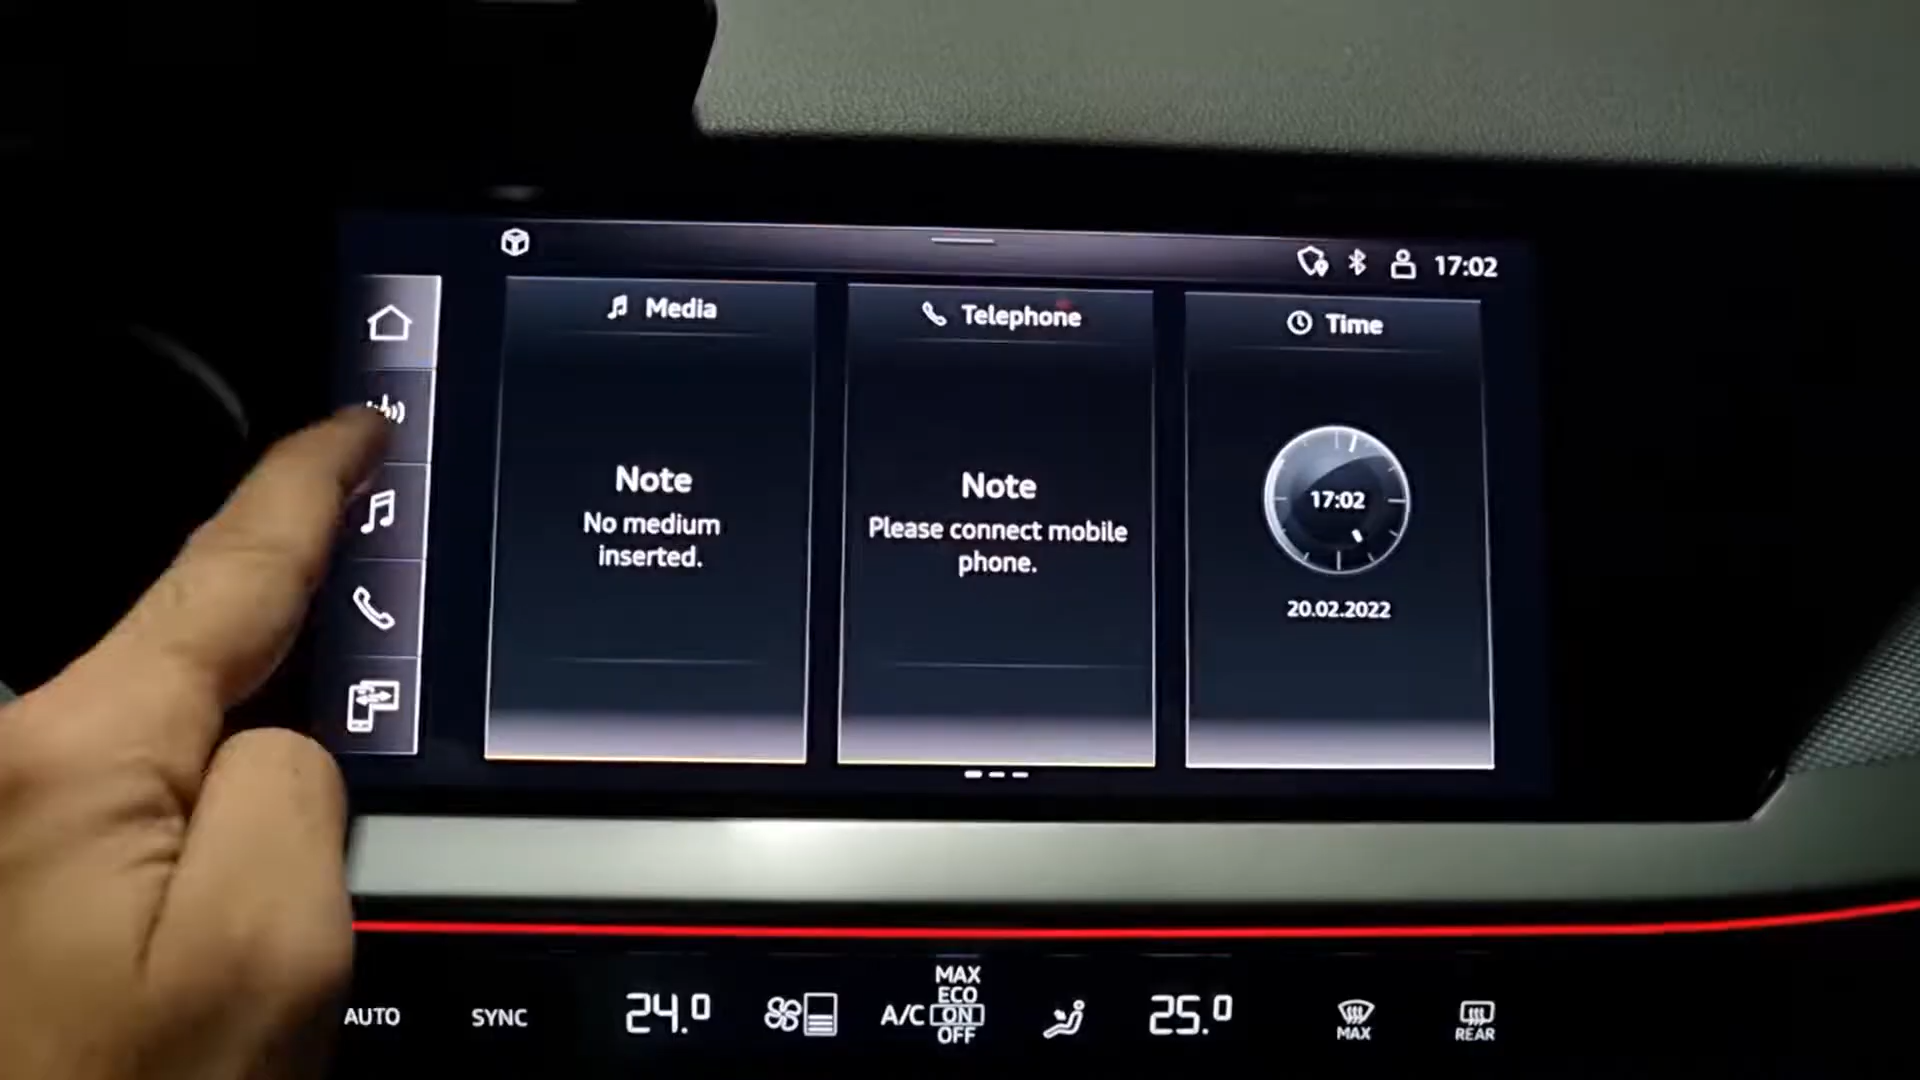 17:02
Media
Telephone
Time
Note
No medium
inserted.
Note
Please connect mobile
phone.
17:02
20.02.2022
AUTO
SYNC
24.0
A/C
MAX
ECO
ON
OFF
25.0
MAX
REAR